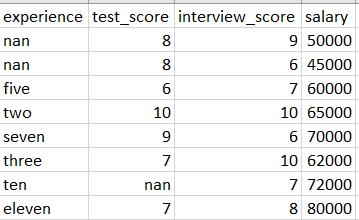 experience test_score interview_score salary
nan 8 9 50000
nan 8 6 45000
five 6 7 60000
two 10 10 65000
seven 9 6 70000
three 7 10 62000
ten nan 7 72000
eleven 7 8 80000